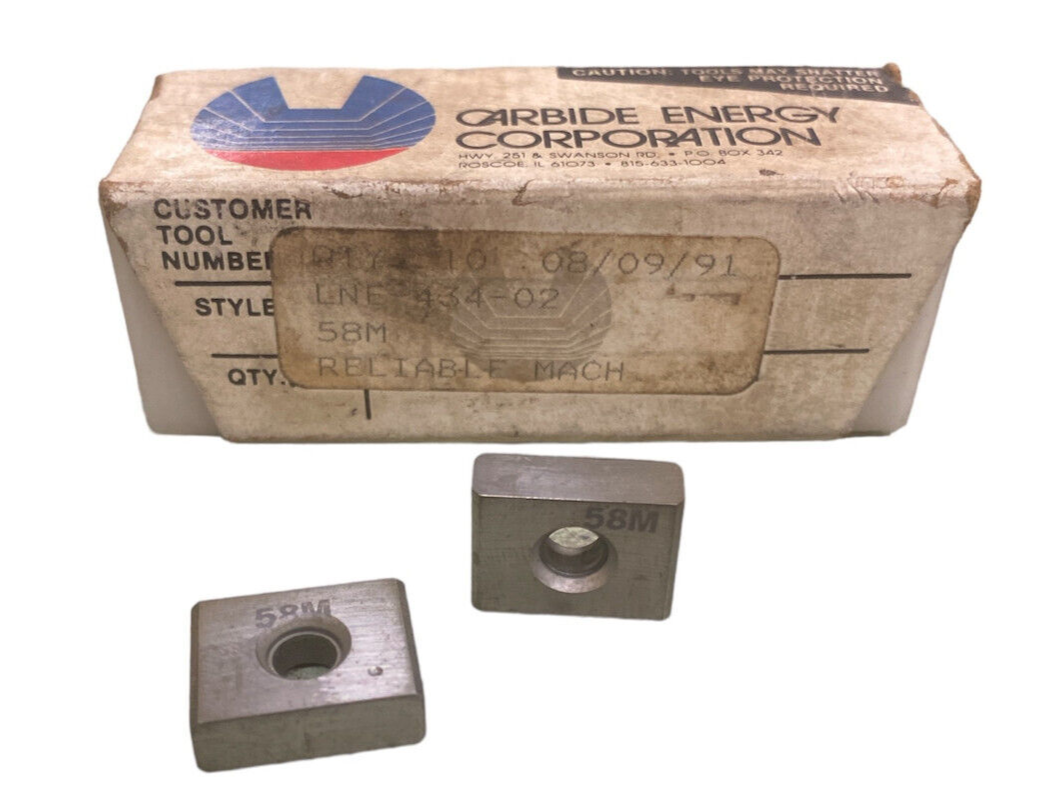 CAUTION: TOOLS MAY SHATTER
EYE PROTECTION
REQUIRED
CARBIDE ENERGY
CORPORATION
HWY. 251 & SWANSON RD. • P.O. BOX 342
ROSCOE, IL 61073 • 815-633-1004
CUSTOMER
TOOL
NUMBER
QTY: 10 08/09/91
STYLE
LNE 434-02
58M
QTY.
RELIABLE MACH
58M
58M